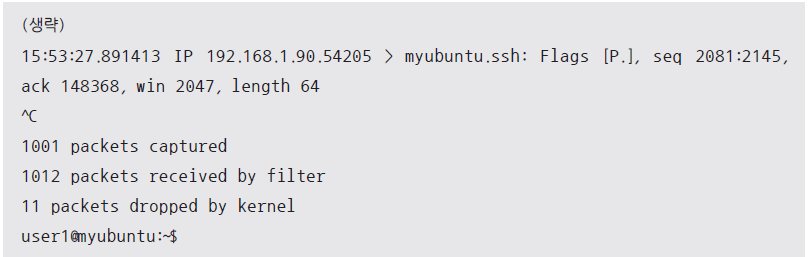 (생략)
15:53:27.891413 IP 192.168.1.90.54205 > myubuntu.ssh: Flags [P.], seq 2081:2145,
ack 148368, win 2047, length 64
^C
1001 packets captured
1012 packets received by filter
11 packets dropped by kernel
user1@myubuntu:~$